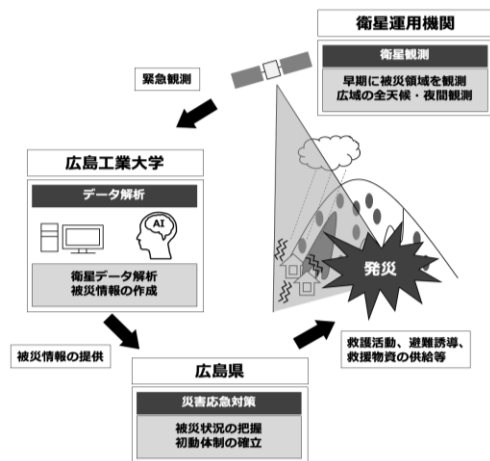 衛星運用機関
衛星観測
早期に被災領域を観測
広域の全天候・夜間観測
緊急観測
広島工業大学
データ解析
AI
衛星データ解析
被災情報の作成
発災
被災情報の提供
救護活動、避難誘導、
救援物資の供給等
広島県
災害応急対策
被災状況の把握
初動体制の確立